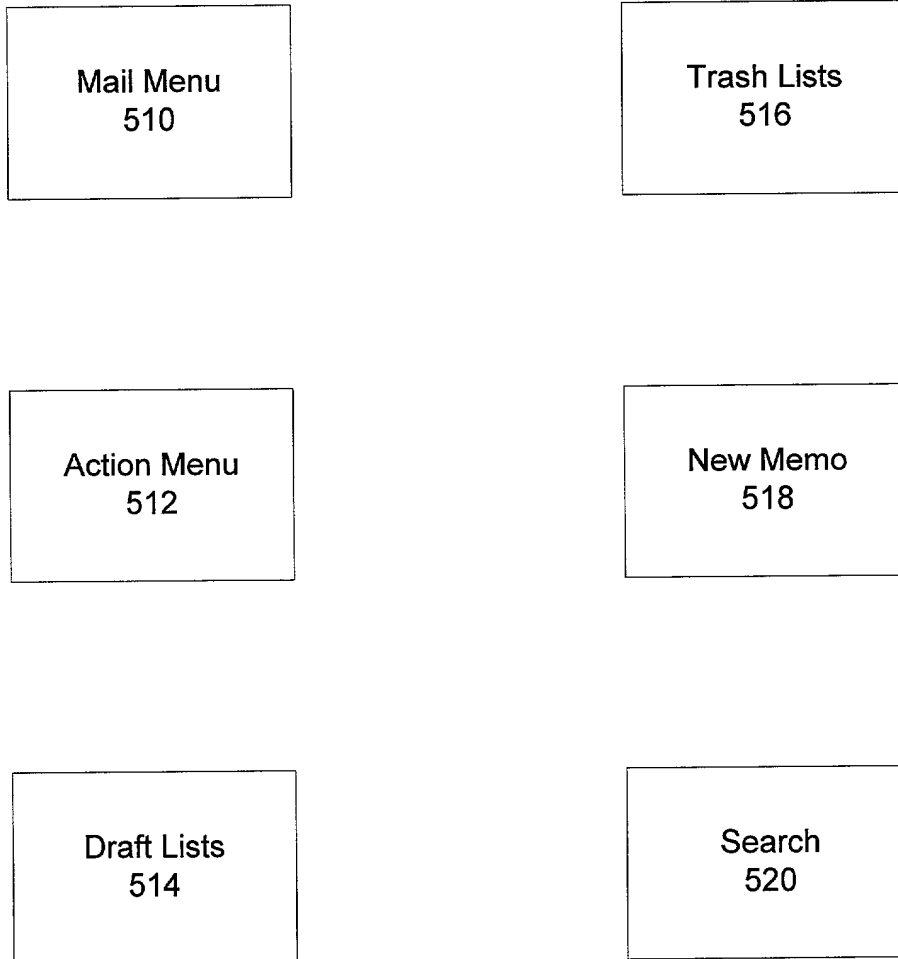 Mail Menu
510
Trash Lists
516
Action Menu
512
New Memo
518
Draft Lists
514
Search
520